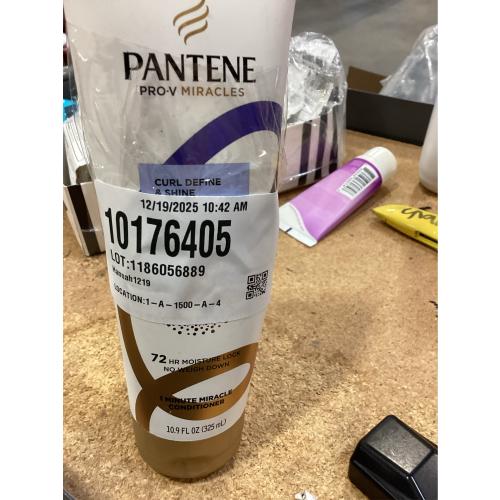 PANTENE
PRO-V MIRACLES
CURL DEFINE
& SHINE
12/19/2025 10:42 AM
10176405
LOT:1186056889
Hannah1219
LOCATION:1-A-1500-A-4
72 HR MOISTURE LOCK
NO WEIGH DOWN
MINUTE MIRACLE
CONDITIONER
10.9 FL OZ (325 mL)